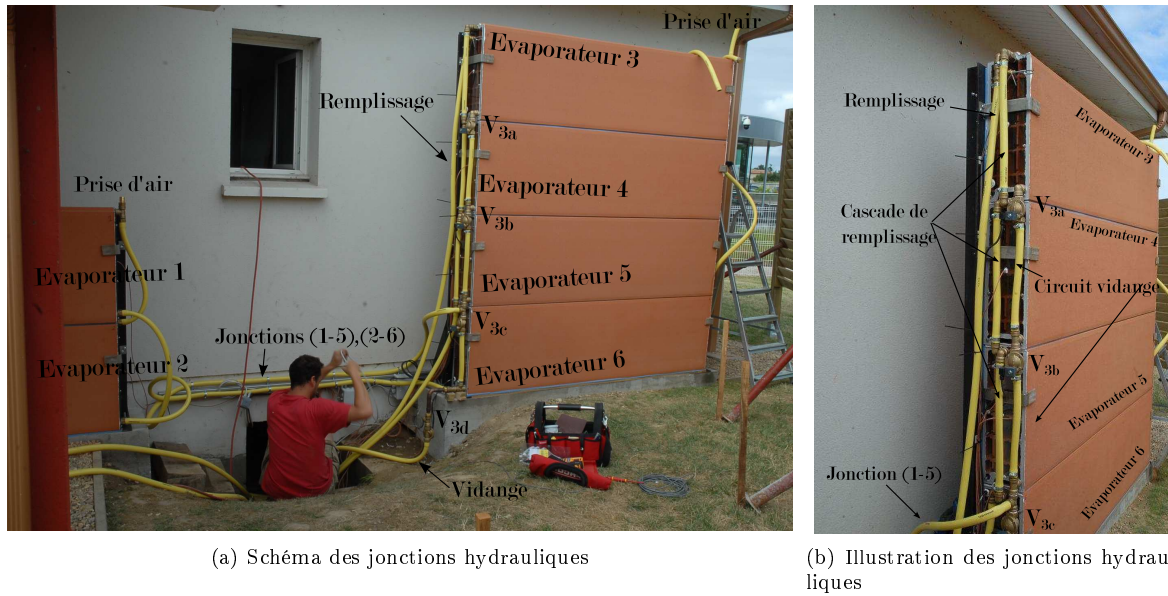 Prise d'air
Evaporateur 3
Remplissage
V3a
Evaporateur 4
Prise d'air
V3b
Evaporateur 1
Evaporateur 5
V3c
Jonctions (1-5),(2-6)
Evaporateur 2
Evaporateur 6
V3d
Vidange
(a) Schéma des jonctions hydrauliques
Remplissage
Evaporateur 3
V3a
Cascade de
remplissage
Evaporateur 4
Circuit vidange
V3b
Evaporateur 5
Evaporateur 6
Jonction (1-5)
V3c
(b) Illustration des jonctions hydrau
liques